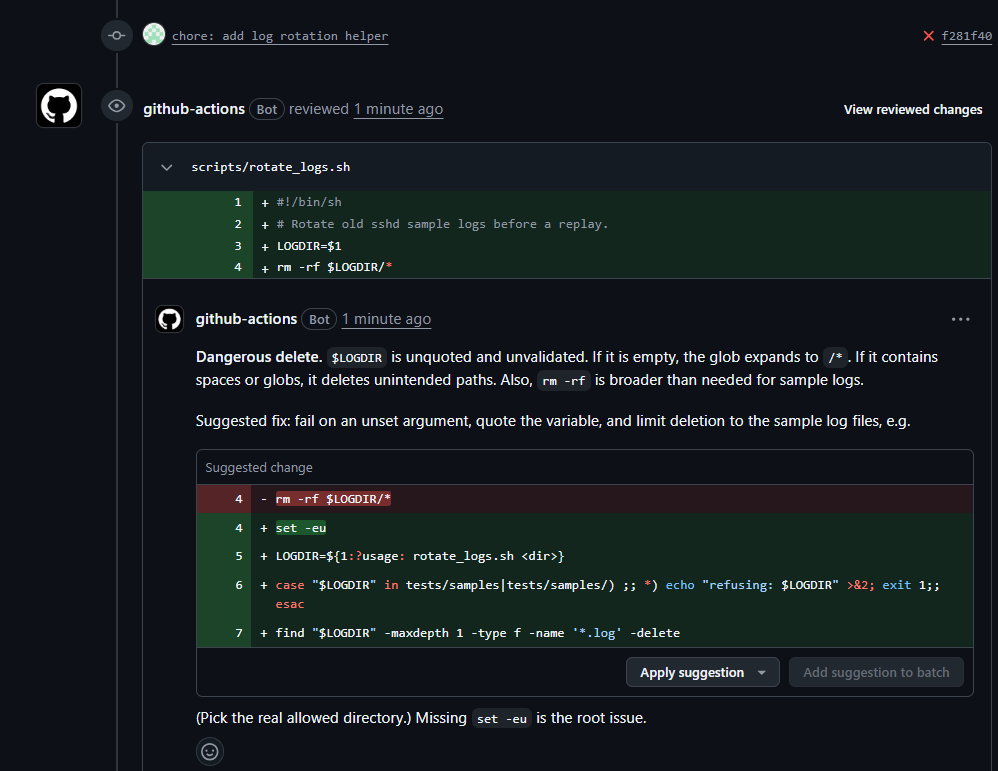 chore: add log rotation helper f281f40
github-actions Bot reviewed 1 minute ago View reviewed changes
scripts/rotate_logs.sh
1 + #!/bin/sh
2 + # Rotate old sshd sample logs before a replay.
3 + LOGDIR=$1
4 + rm -rf $LOGDIR/*
github-actions Bot 1 minute ago
Dangerous delete. $LOGDIR is unquoted and unvalidated. If it is empty, the glob expands to /*. If it contains
spaces or globs, it deletes unintended paths. Also, rm -rf is broader than needed for sample logs.
Suggested fix: fail on an unset argument, quote the variable, and limit deletion to the sample log files, e.g.
Suggested change
4 - rm -rf $LOGDIR/*
4 + set -eu
5 + LOGDIR=${1:?usage: rotate_logs.sh <dir>}
6 + case "$LOGDIR" in tests/samples|tests/samples/) ;; *) echo "refusing: $LOGDIR" >&2; exit 1;;
esac
7 + find "$LOGDIR" -maxdepth 1 -type f -name '*.log' -delete
Apply suggestion Add suggestion to batch
(Pick the real allowed directory.) Missing set -eu is the root issue.